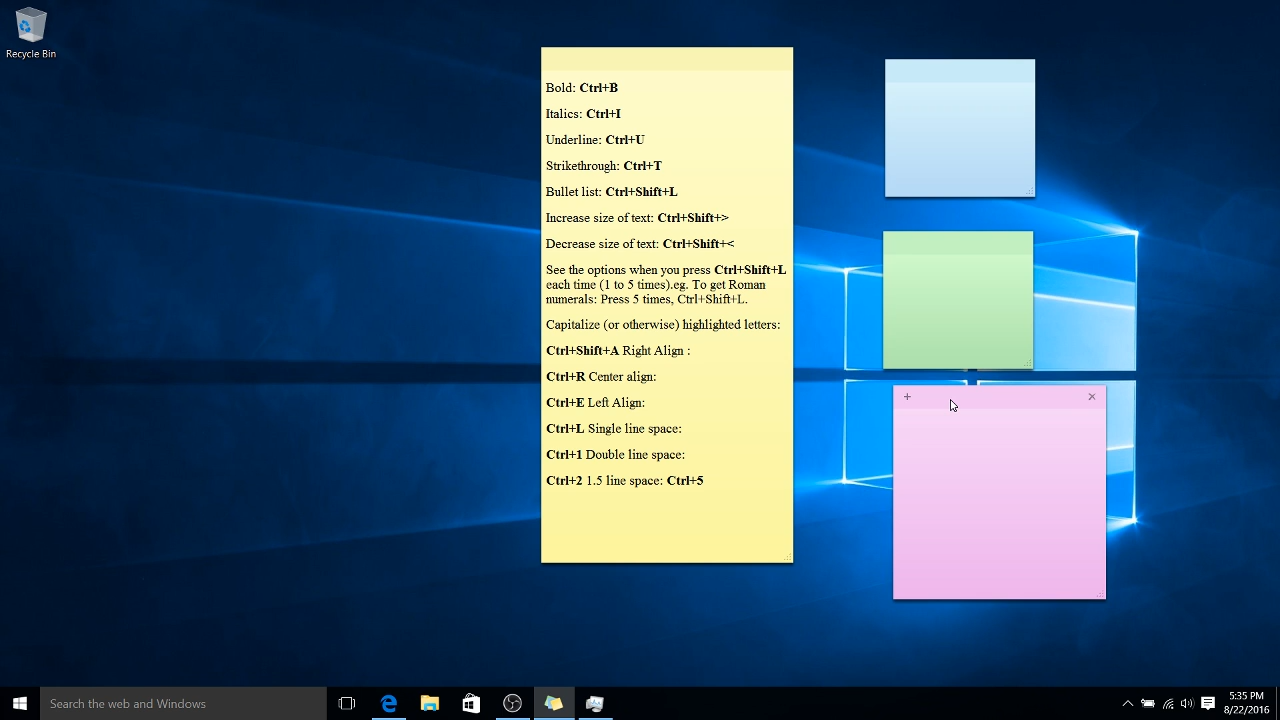 Recycle Bin
Bold: Ctrl+B
Italics: Ctrl+I
Underline: Ctrl+U
Strikethrough: Ctrl+T
Bullet list: Ctrl+Shift+L
Increase size of text: Ctrl+Shift+>
Decrease size of text: Ctrl+Shift+<
See the options when you press Ctrl+Shift+L
each time (1 to 5 times).eg. To get Roman
numerals: Press 5 times, Ctrl+Shift+L.
Capitalize (or otherwise) highlighted letters:
Ctrl+Shift+A Right Align :
Ctrl+R Center align:
Ctrl+E Left Align:
Ctrl+L Single line space:
Ctrl+1 Double line space:
Ctrl+2 1.5 line space: Ctrl+5
Search the web and Windows
5:35 PM
8/22/2016